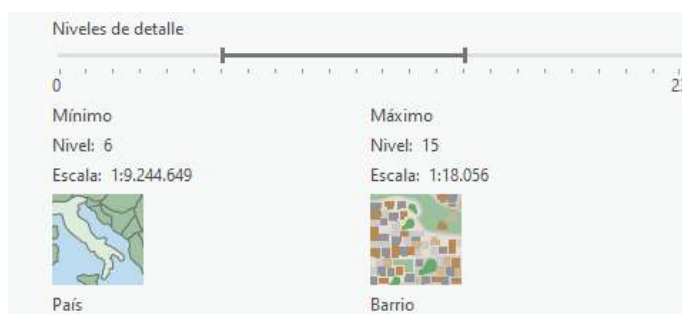 Niveles de detalle
0
Mínimo Máximo
Nivel: 6 Nivel: 15
Escala: 1:9.244.649 Escala: 1:18.056
País Barrio